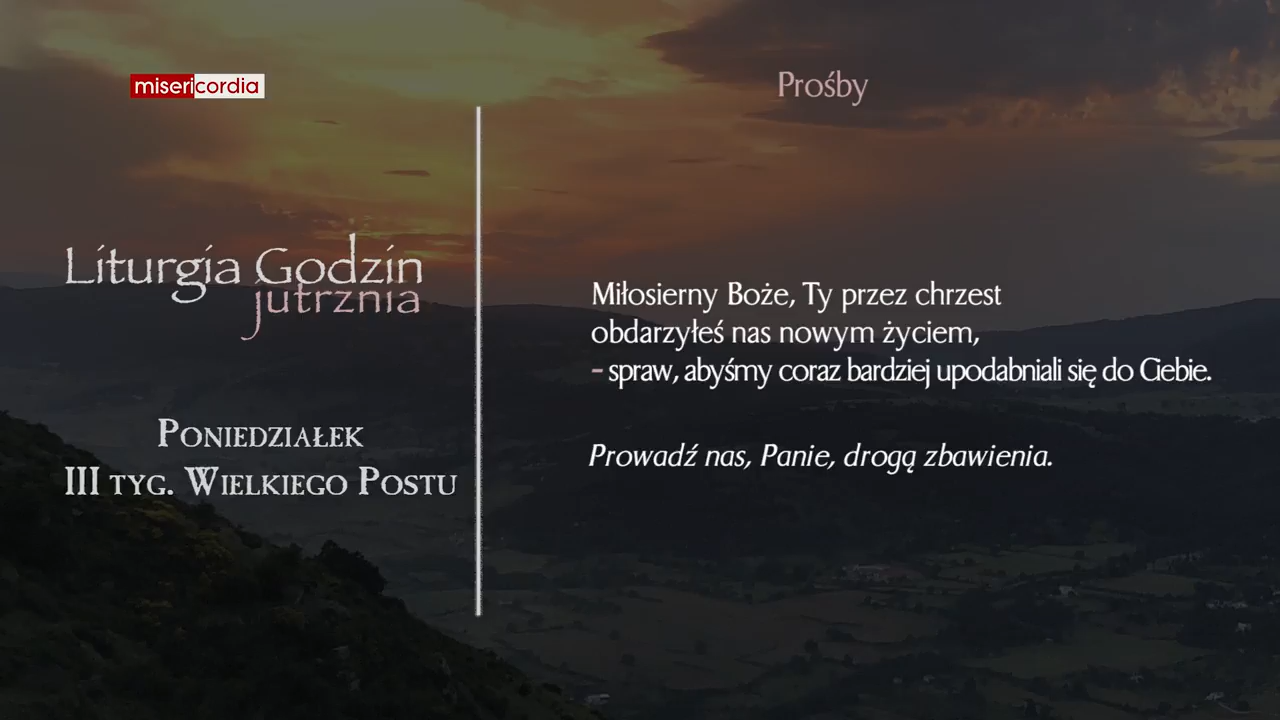 misericordia
Liturgia Godzin
jutrznia
Poniedziałek
III tyg. Wielkiego Postu
Prośby
Miłosierny Boże, Ty przez chrzest
obdarzyłeś nas nowym życiem,
- spraw, abyśmy coraz bardziej upodabniali się do Ciebie.
Prowadź nas, Panie, drogą zbawienia.